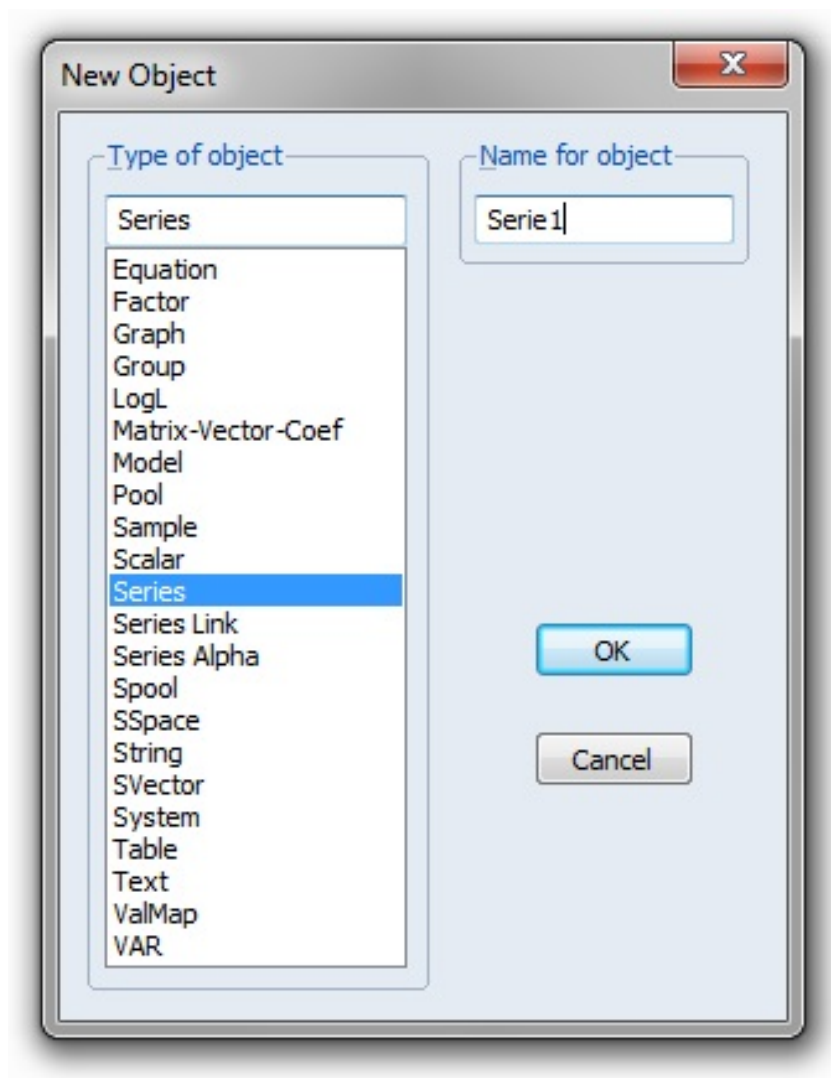 New Object
Type of object
Name for object
Series
Serie1
Equation
Factor
Graph
Group
LogL
Matrix-Vector-Coef
Model
Pool
Sample
Scalar
Series
Series Link
Series Alpha
Spool
SSpace
String
SVector
System
Table
Text
ValMap
VAR
OK
Cancel